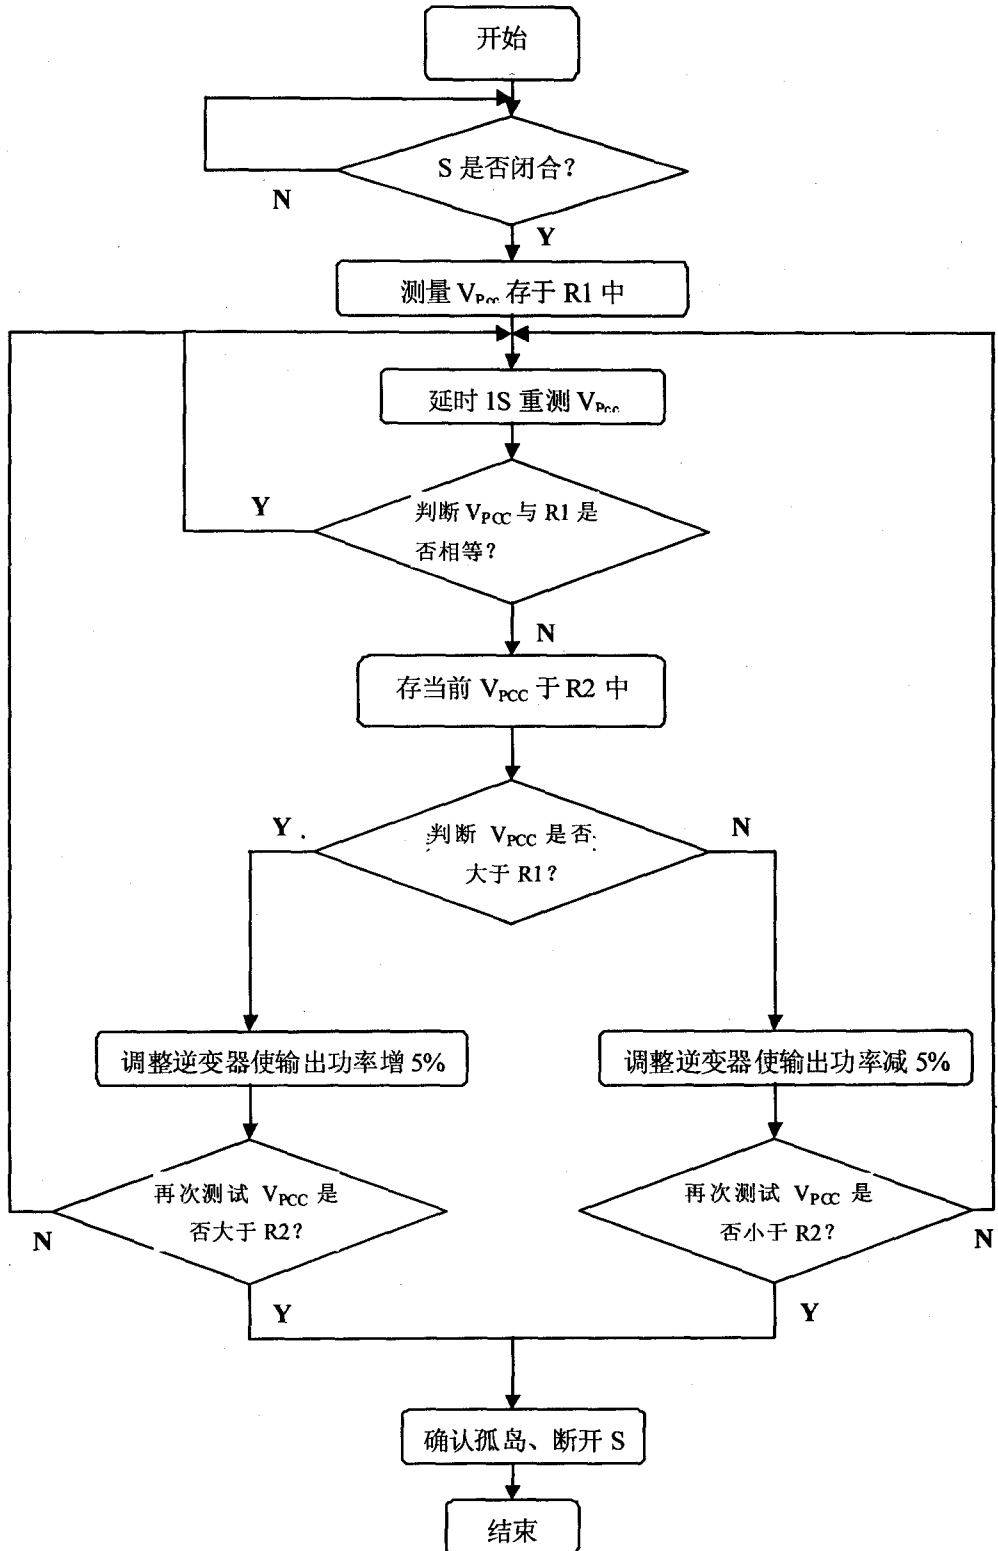 开始
S 是否闭合？
N
Y
测量 VPcc 存于 R1 中
延时 1S 重测 VPcc
Y
判断 VPCC 与 R1 是
否相等？
N
存当前 VPCC 于 R2 中
Y
N
判断 VPCC 是否
大于 R1？
调整逆变器使输出功率增 5%
调整逆变器使输出功率减 5%
再次测试 VPCC 是
否大于 R2？
再次测试 VPCC 是
否小于 R2？
N
N
Y
Y
确认孤岛、断开 S
结束